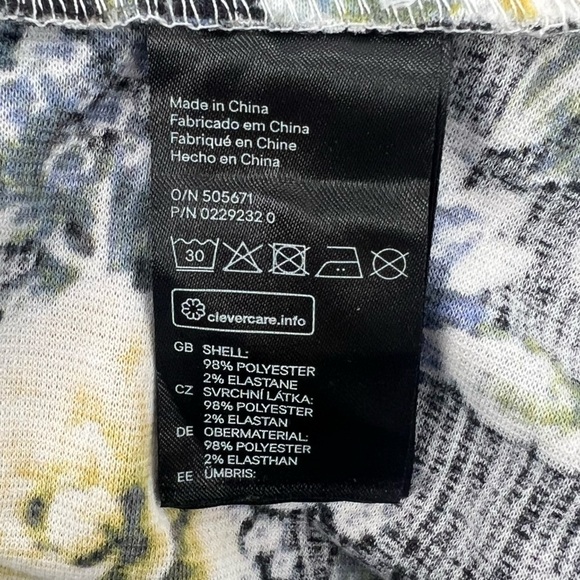 Made in China
Fabricado em China
Fabriqué en Chine
Hecho en China
O/N 505671
P/N 0229232 0
30
clevercare.info
GB SHELL:
98% POLYESTER
2% ELASTANE
CZ SVRCHNÍ LÁTKA:
98% POLYESTER
2% ELASTAN
DE OBERMATERIAL:
98% POLYESTER
2% ELASTHAN
EE ÜMBRIS: